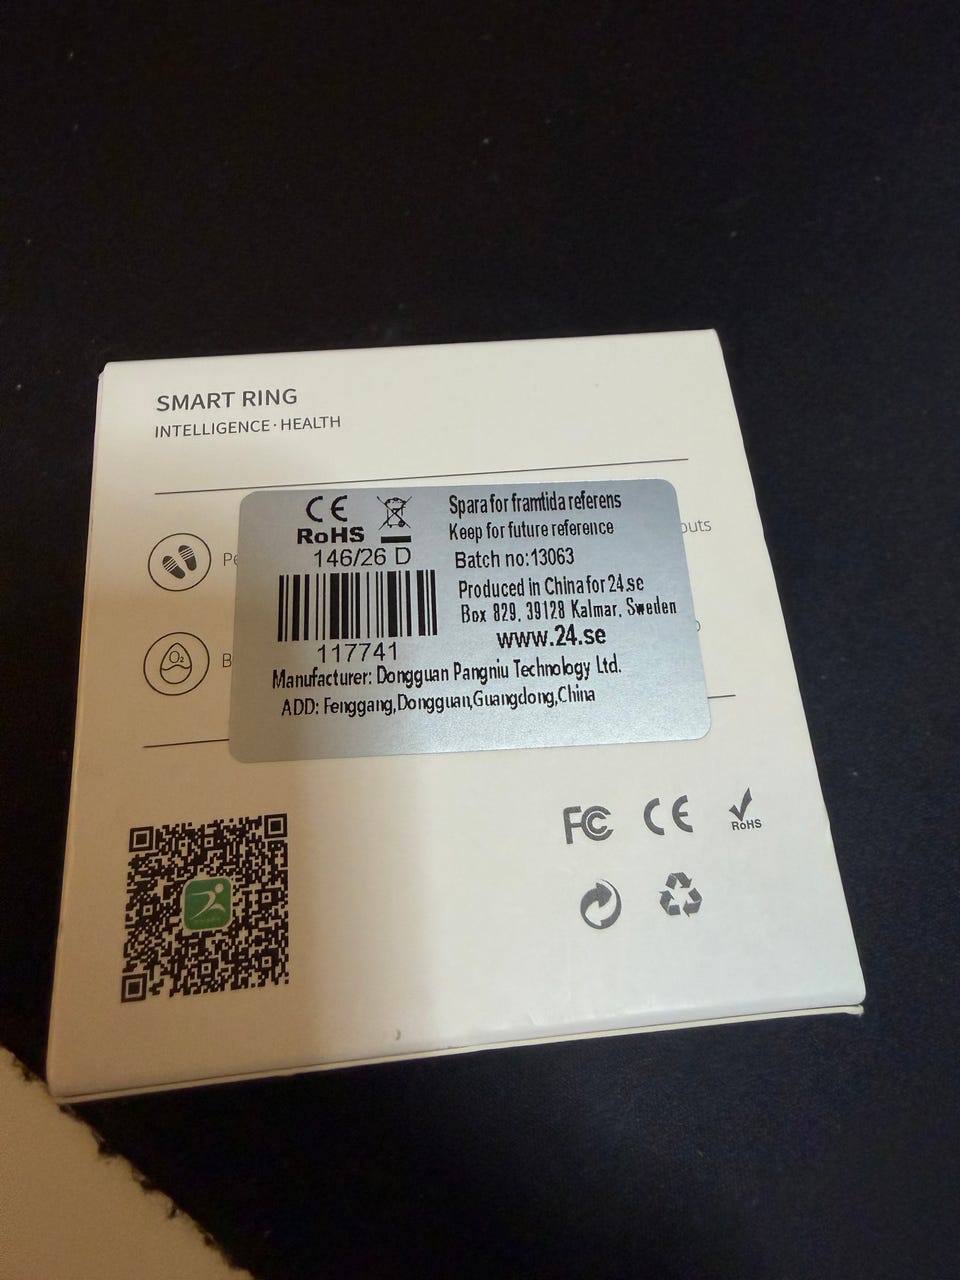 SMART RING
INTELLIGENCE·HEALTH
CE
RoHS
146/26 D
117741
Spara for framtida referens
Keep for future reference
Batch no:13063
Produced in China for 24.se
Box 829, 39128 Kalmar, Sweden
www.24.se
Manufacturer: Dongguan Pangniu Technology Ltd.
ADD: Fenggang,Dongguan,Guangdong,China
O₂
FC CE RoHS